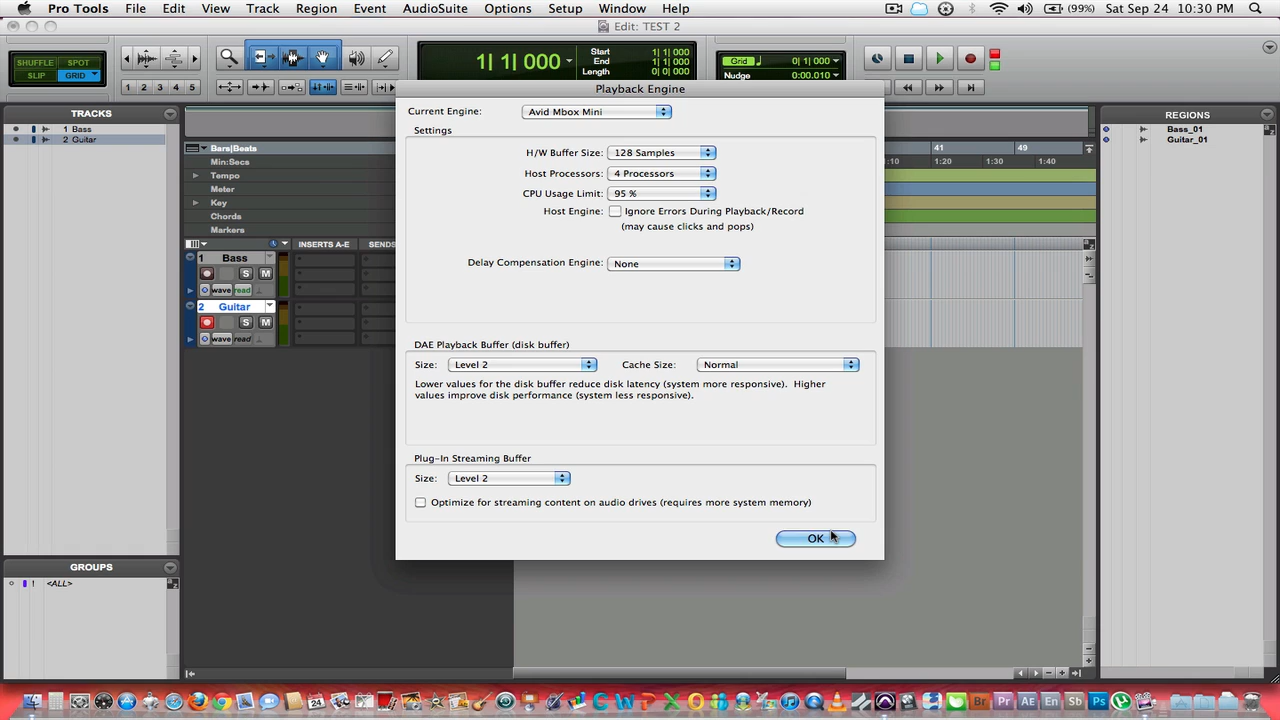 Pro Tools File Edit View Track Region Event AudioSuite Options Setup Window Help (99%) Sat Sep 24 10:30 PM
Edit: TEST 2
SHUFFLE SPOT
SLIP GRID
1 2 3 4 5
1| 1| 000
Start 1| 1| 000
End 1| 1| 000
Length 0| 0| 000
Grid 0| 1| 000
Nudge 0:00.010
Playback Engine
Current Engine: Avid Mbox Mini
Settings
H/W Buffer Size: 128 Samples
Host Processors: 4 Processors
CPU Usage Limit: 95 %
Host Engine: Ignore Errors During Playback/Record
(may cause clicks and pops)
Delay Compensation Engine: None
DAE Playback Buffer (disk buffer)
Size: Level 2 Cache Size: Normal
Lower values for the disk buffer reduce disk latency (system more responsive). Higher
values improve disk performance (system less responsive).
Plug-In Streaming Buffer
Size: Level 2
Optimize for streaming content on audio drives (requires more system memory)
OK
TRACKS
1 Bass
2 Guitar
Bars|Beats
Min:Secs
Tempo
Meter
Key
Chords
Markers
41 49
1:10 1:20 1:30 1:40
INSERTS A-E SENDS
1 Bass
S M
wave read
2 Guitar
S M
wave read
REGIONS
Bass_01
Guitar_01
GROUPS
1 <ALL>
24 W P X Br Pr AE En Sb Ps